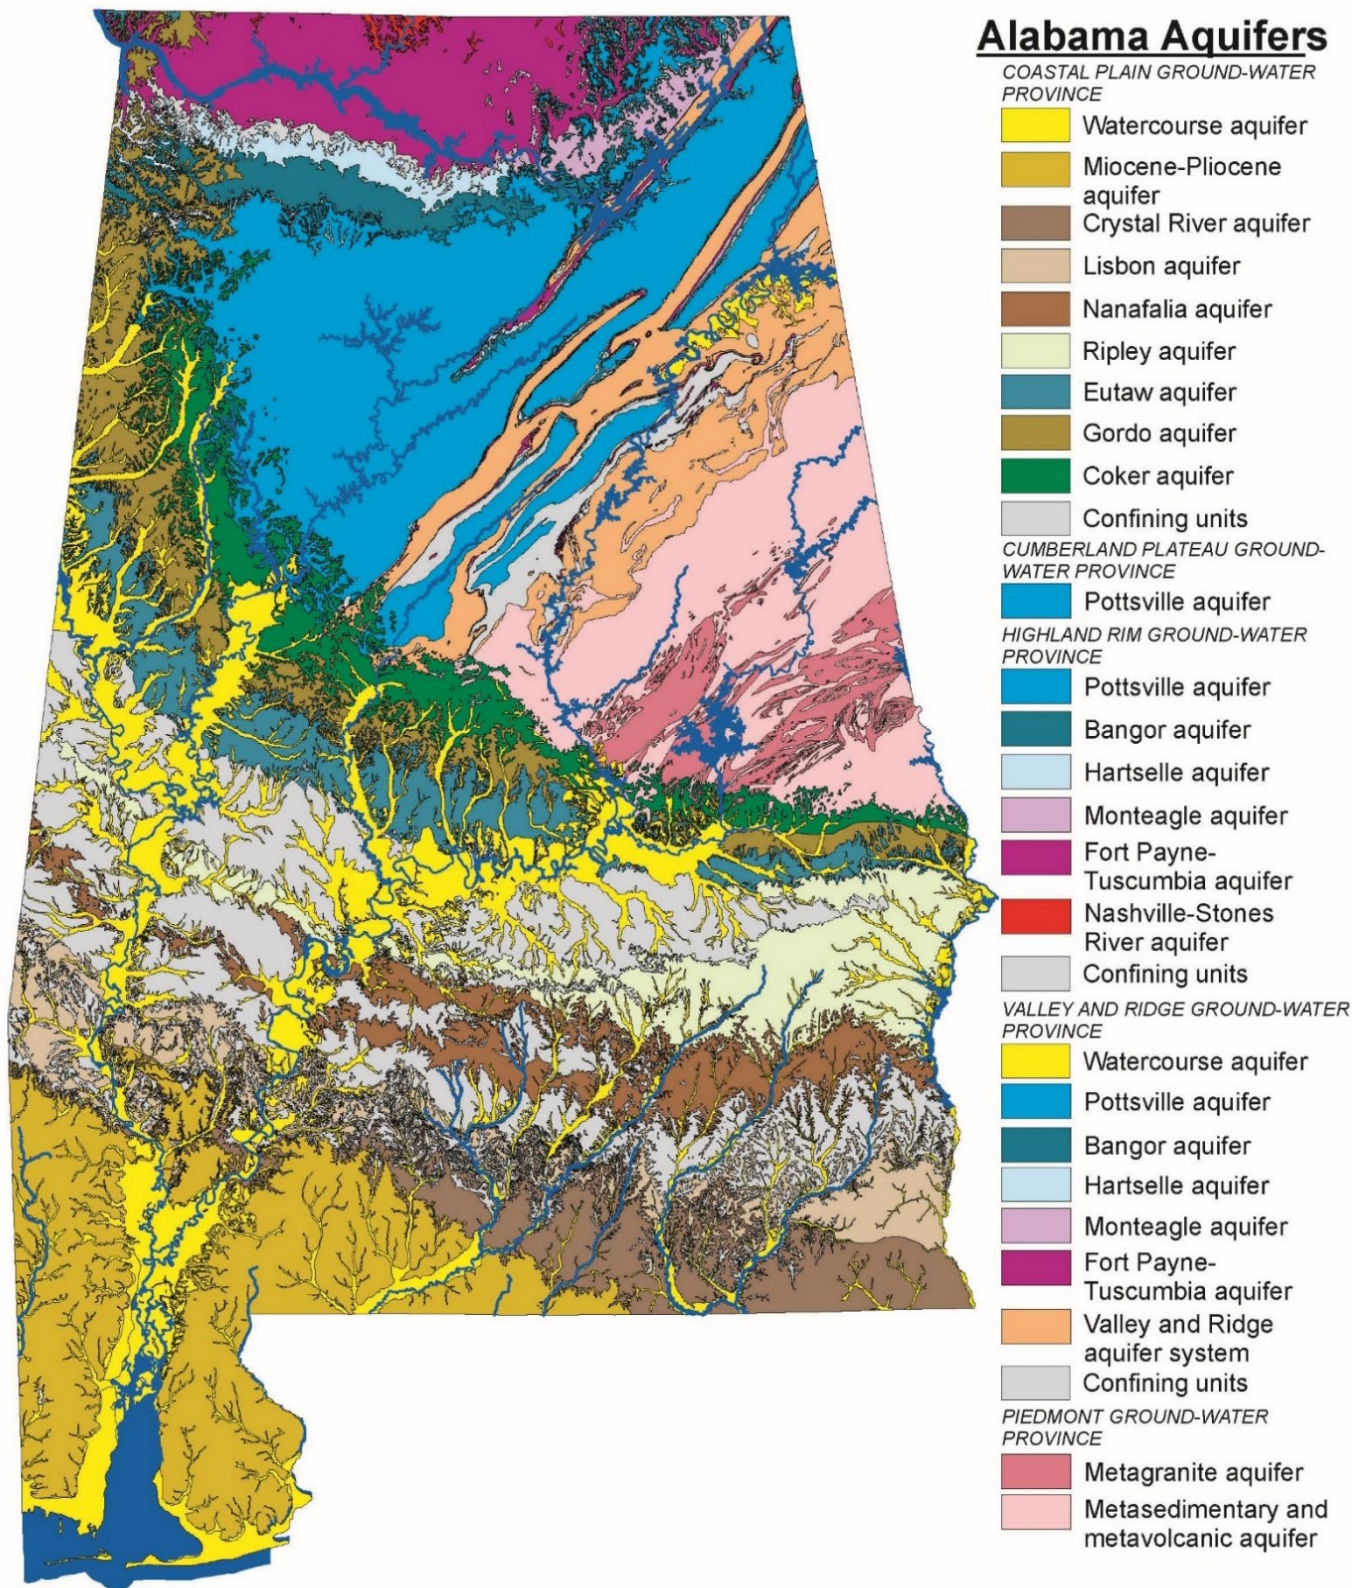 Alabama Aquifers
COASTAL PLAIN GROUND-WATER
PROVINCE
Watercourse aquifer
Miocene-Pliocene
aquifer
Crystal River aquifer
Lisbon aquifer
Nanafalia aquifer
Ripley aquifer
Eutaw aquifer
Gordo aquifer
Coker aquifer
Confining units
CUMBERLAND PLATEAU GROUND-
WATER PROVINCE
Pottsville aquifer
HIGHLAND RIM GROUND-WATER
PROVINCE
Pottsville aquifer
Bangor aquifer
Hartselle aquifer
Monteagle aquifer
Fort Payne-
Tuscumbia aquifer
Nashville-Stones
River aquifer
Confining units
VALLEY AND RIDGE GROUND-WATER
PROVINCE
Watercourse aquifer
Pottsville aquifer
Bangor aquifer
Hartselle aquifer
Monteagle aquifer
Fort Payne-
Tuscumbia aquifer
Valley and Ridge
aquifer system
Confining units
PIEDMONT GROUND-WATER
PROVINCE
Metagranite aquifer
Metasedimentary and
metavolcanic aquifer